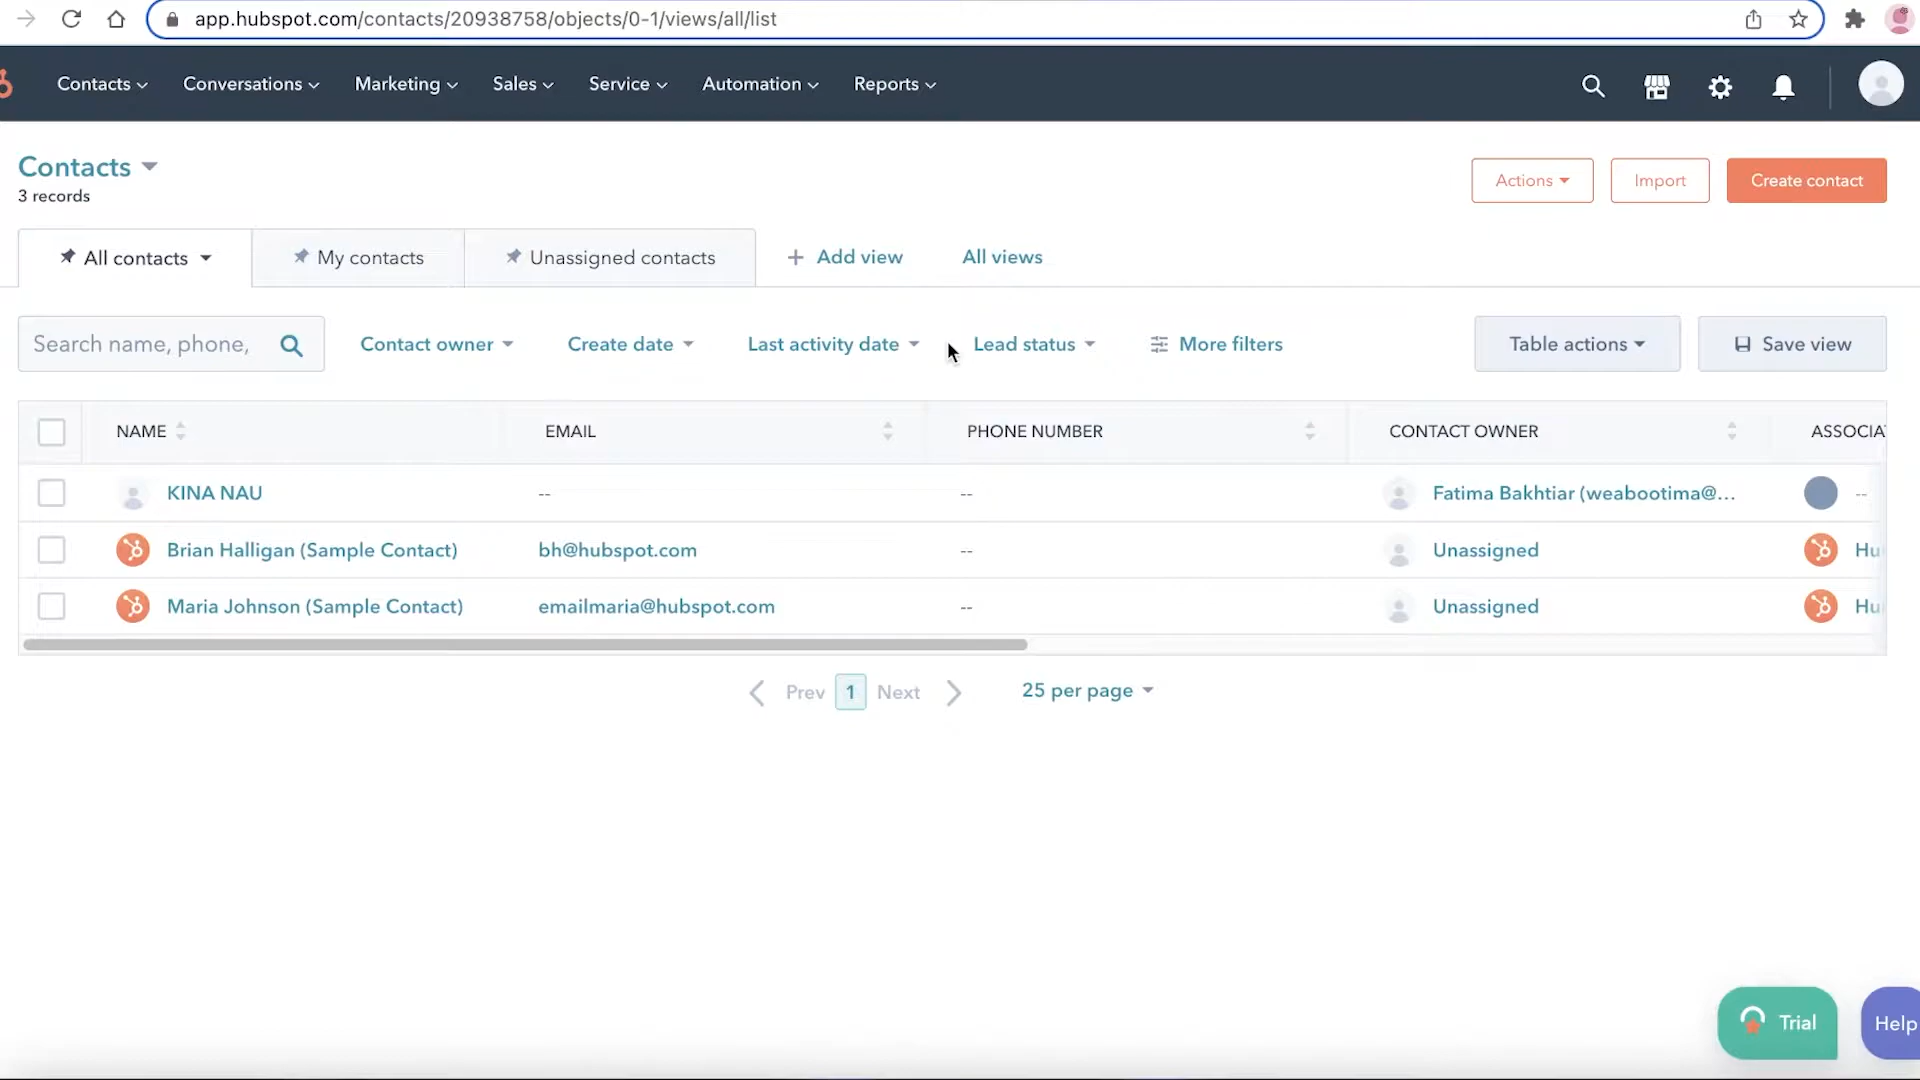 app.hubspot.com/contacts/20938758/objects/0-1/views/all/list
Contacts Conversations Marketing Sales Service Automation Reports
Contacts
3 records
Actions Import Create contact
All contacts My contacts Unassigned contacts + Add view All views
Search name, phone, Contact owner Create date Last activity date Lead status More filters Table actions Save view
NAME EMAIL PHONE NUMBER CONTACT OWNER ASSOCIA
KINA NAU -- -- Fatima Bakhtiar (weabootima@... --
Brian Halligan (Sample Contact) bh@hubspot.com -- Unassigned Hu
Maria Johnson (Sample Contact) emailmaria@hubspot.com -- Unassigned Hu
Prev 1 Next 25 per page
Trial Help